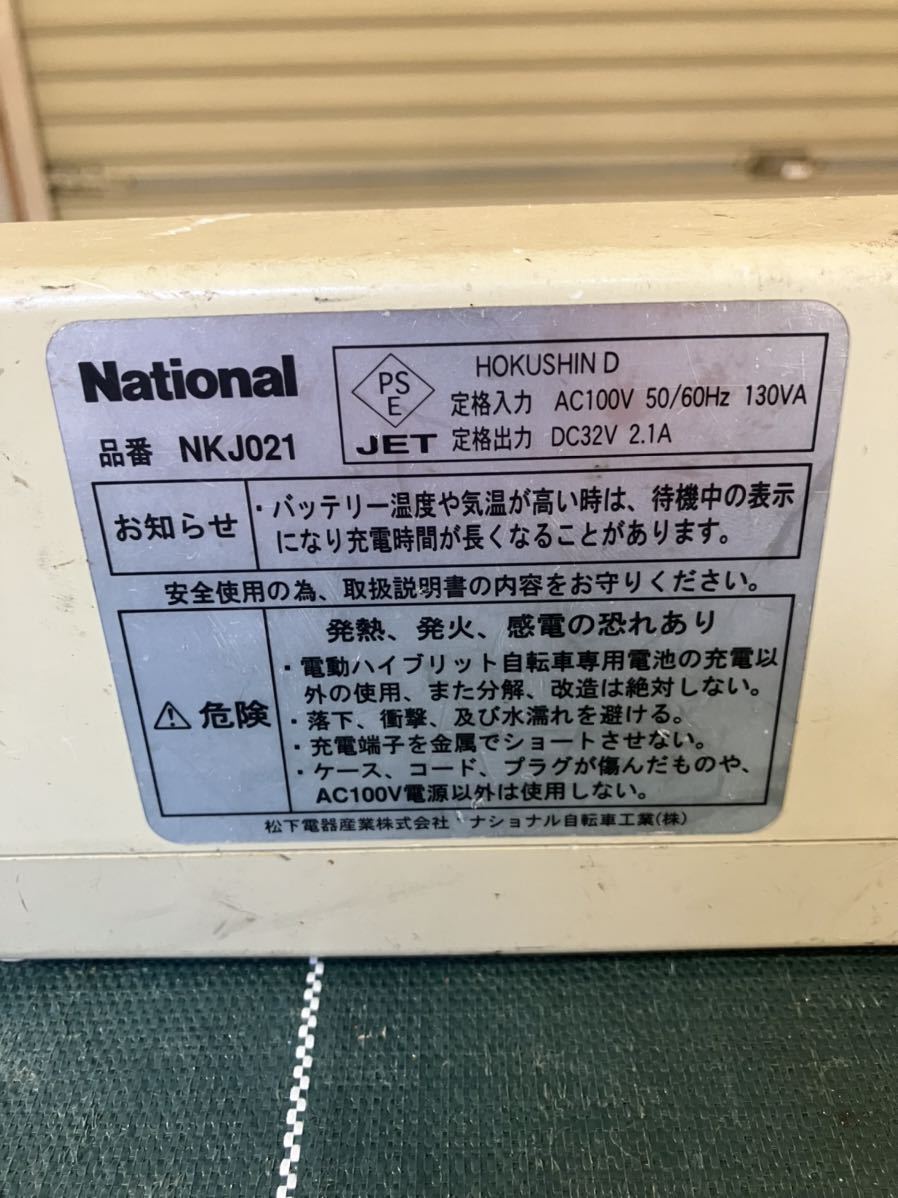 National
品番 NKJ021
PS
E
JET
HOKUSHIN D
定格入力 AC100V 50/60Hz 130VA
定格出力 DC32V 2.1A
お知らせ
・バッテリー温度や気温が高い時は、待機中の表示
になり充電時間が長くなることがあります。
安全使用の為、取扱説明書の内容をお守りください。
危険
発熱、発火、感電の恐れあり
・電動ハイブリット自転車専用電池の充電以
外の使用、また分解、改造は絶対しない。
・落下、衝撃、及び水濡れを避ける。
・充電端子を金属でショートさせない。
・ケース、コード、プラグが傷んだものや、
AC100V電源以外は使用しない。
松下電器産業株式会社 ナショナル自転車工業(株)